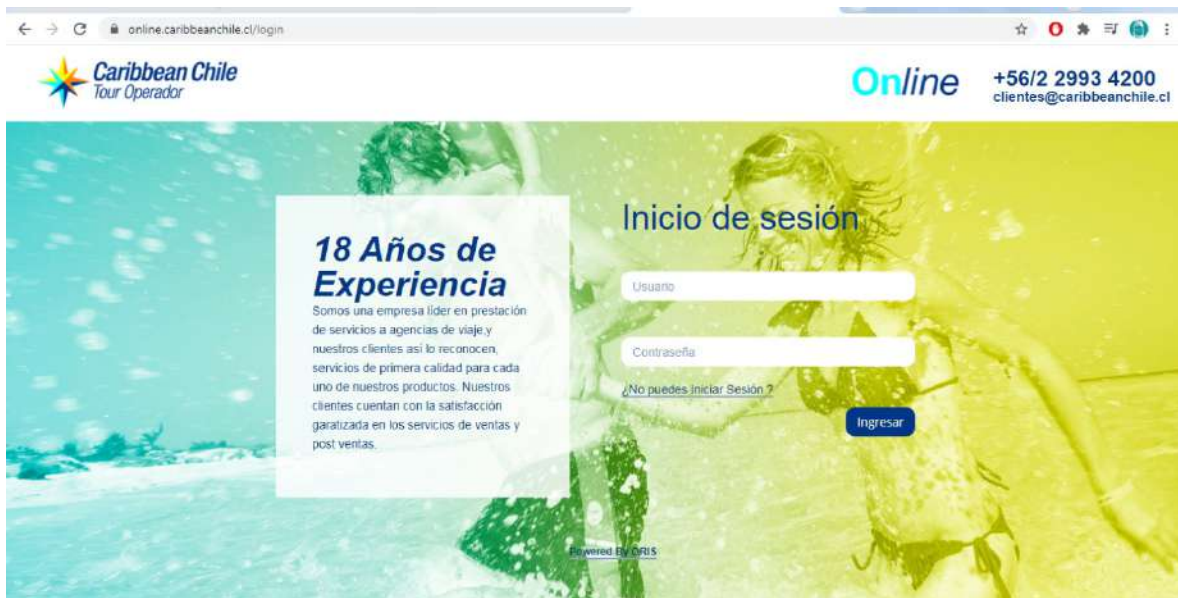 online.caribbeanchile.cl/login
Caribbean Chile
Tour Operador
Online
+56/2 2993 4200
clientes@caribbeanchile.cl
18 Años de
Experiencia
Somos una empresa líder en prestación
de servicios a agencias de viaje,y
nuestros clientes así lo reconocen,
servicios de primera calidad para cada
uno de nuestros productos. Nuestros
clientes cuentan con la satisfacción
garatizada en los servicios de ventas y
post ventas.
Inicio de sesión
Usuario
Contraseña
¿No puedes Iniciar Sesión ?
Ingresar
Powered By ORIS